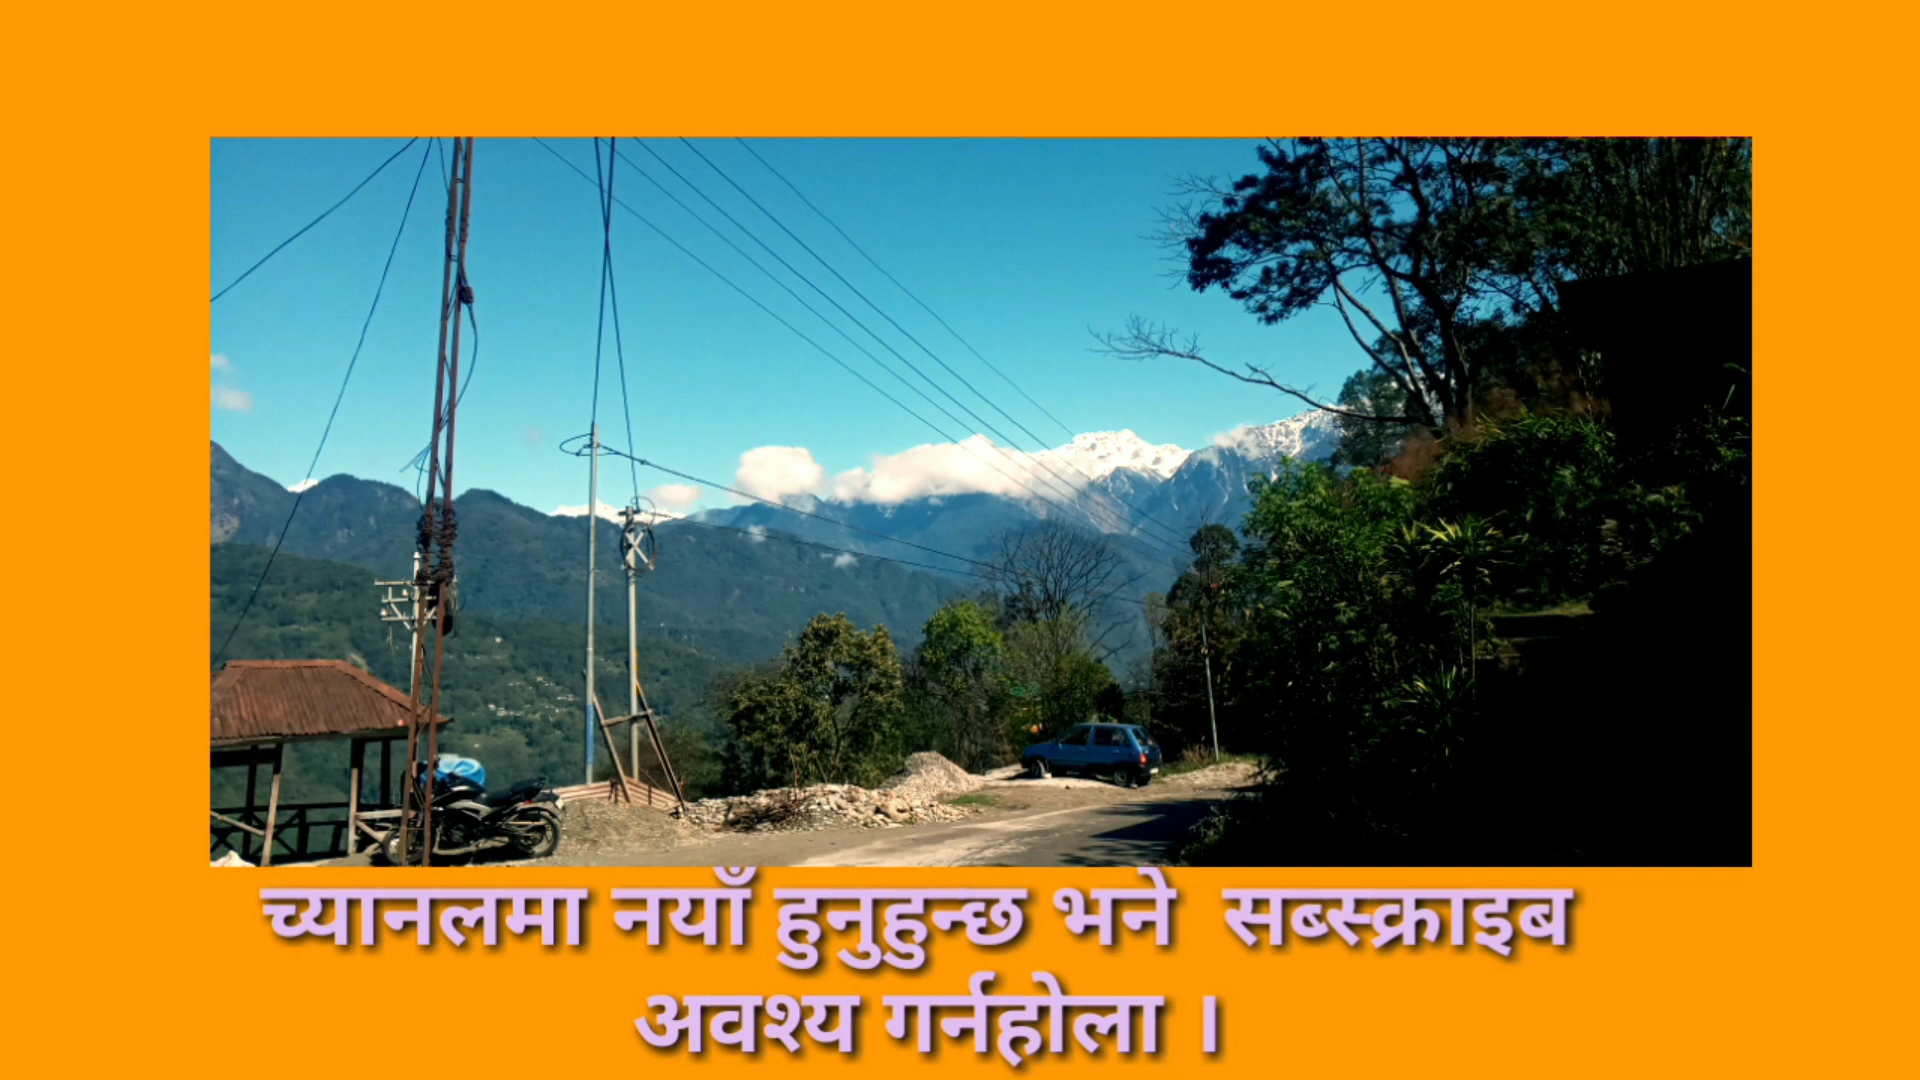 च्यानलमा नयाँ हुनुहुन्छ भने सब्स्क्राइब
अवश्य गर्नहोला ।